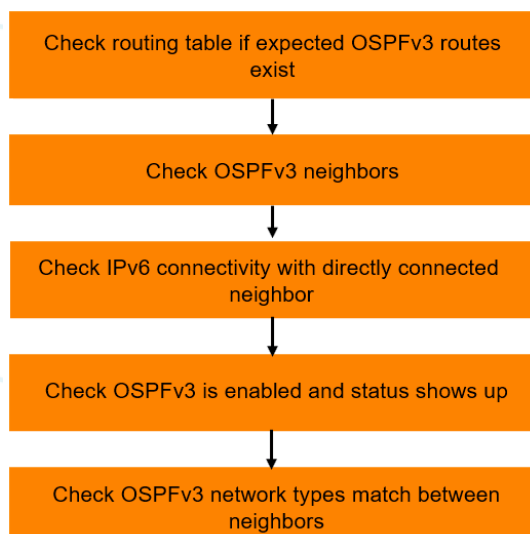 Check routing table if expected OSPFv3 routes
exist
Check OSPFv3 neighbors
Check IPv6 connectivity with directly connected
neighbor
Check OSPFv3 is enabled and status shows up
Check OSPFv3 network types match between
neighbors